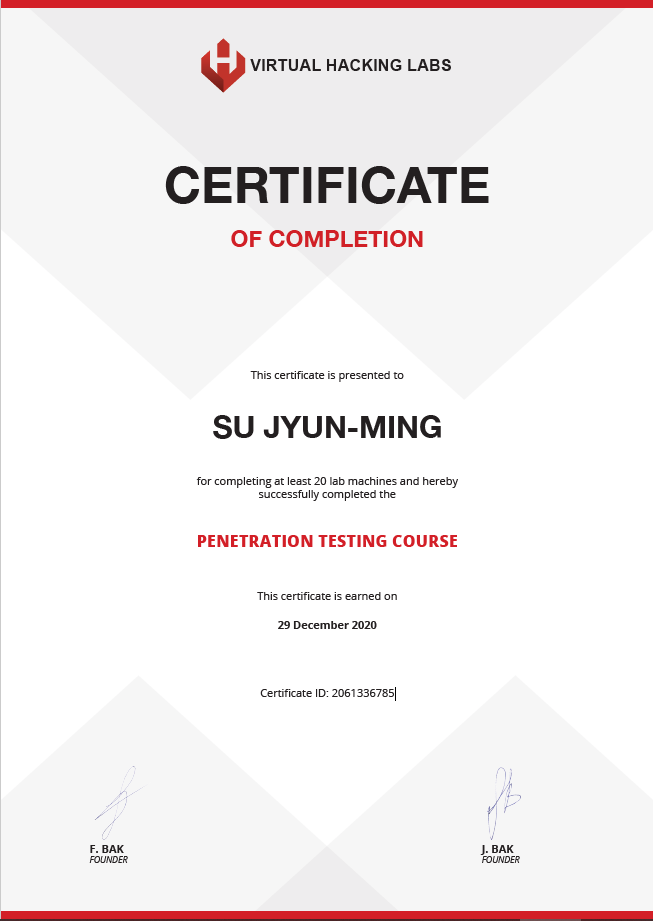 VIRTUAL HACKING LABS
CERTIFICATE
OF COMPLETION
This certificate is presented to
SU JYUN-MING
for completing at least 20 lab machines and hereby
successfully completed the
PENETRATION TESTING COURSE
This certificate is earned on
29 December 2020
Certificate ID: 2061336785
F. BAK
FOUNDER
J. BAK
FOUNDER